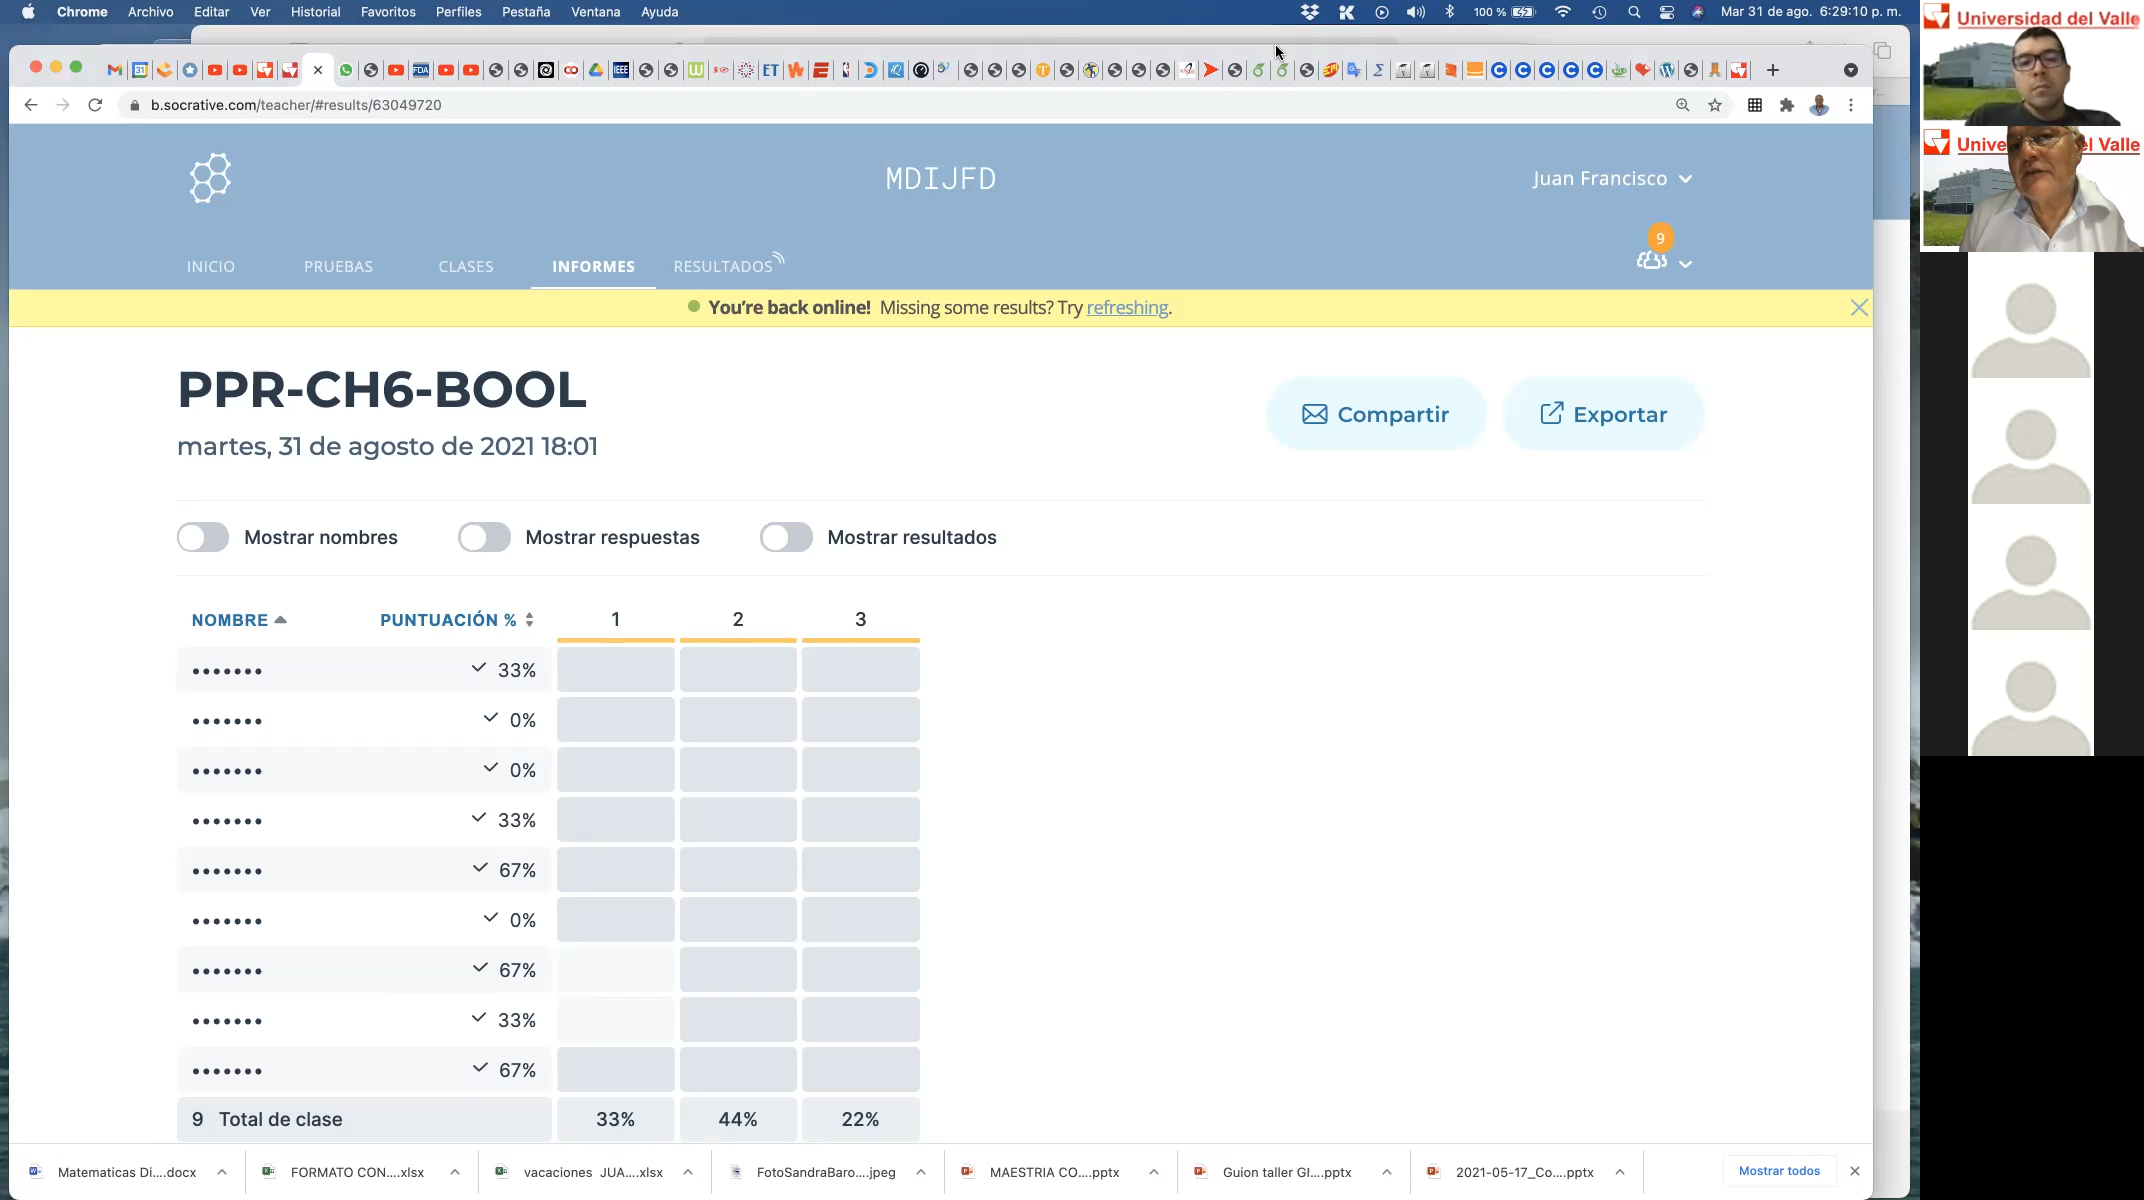 Chrome Archivo Editar Ver Historial Favoritos Perfiles Pestaña Ventana Ayuda 100 % Mar 31 de ago. 6:29:10 p. m.
b.socrative.com/teacher/#results/63049720
MDIJFD
Juan Francisco
9
INICIO PRUEBAS CLASES INFORMES RESULTADOS
You're back online! Missing some results? Try refreshing.
PPR-CH6-BOOL
Compartir Exportar
martes, 31 de agosto de 2021 18:01
Mostrar nombres Mostrar respuestas Mostrar resultados
NOMBRE PUNTUACIÓN % 1 2 3
••••••• 33%
••••••• 0%
••••••• 0%
••••••• 33%
••••••• 67%
••••••• 0%
••••••• 67%
••••••• 33%
••••••• 67%
9 Total de clase 33% 44% 22%
Matematicas Di....docx FORMATO CON....xlsx vacaciones JUA....xlsx FotoSandraBaro....jpeg MAESTRIA CO....pptx Guion taller GI....pptx 2021-05-17_Co....pptx Mostrar todos
Universidad del Valle
Unive el Valle